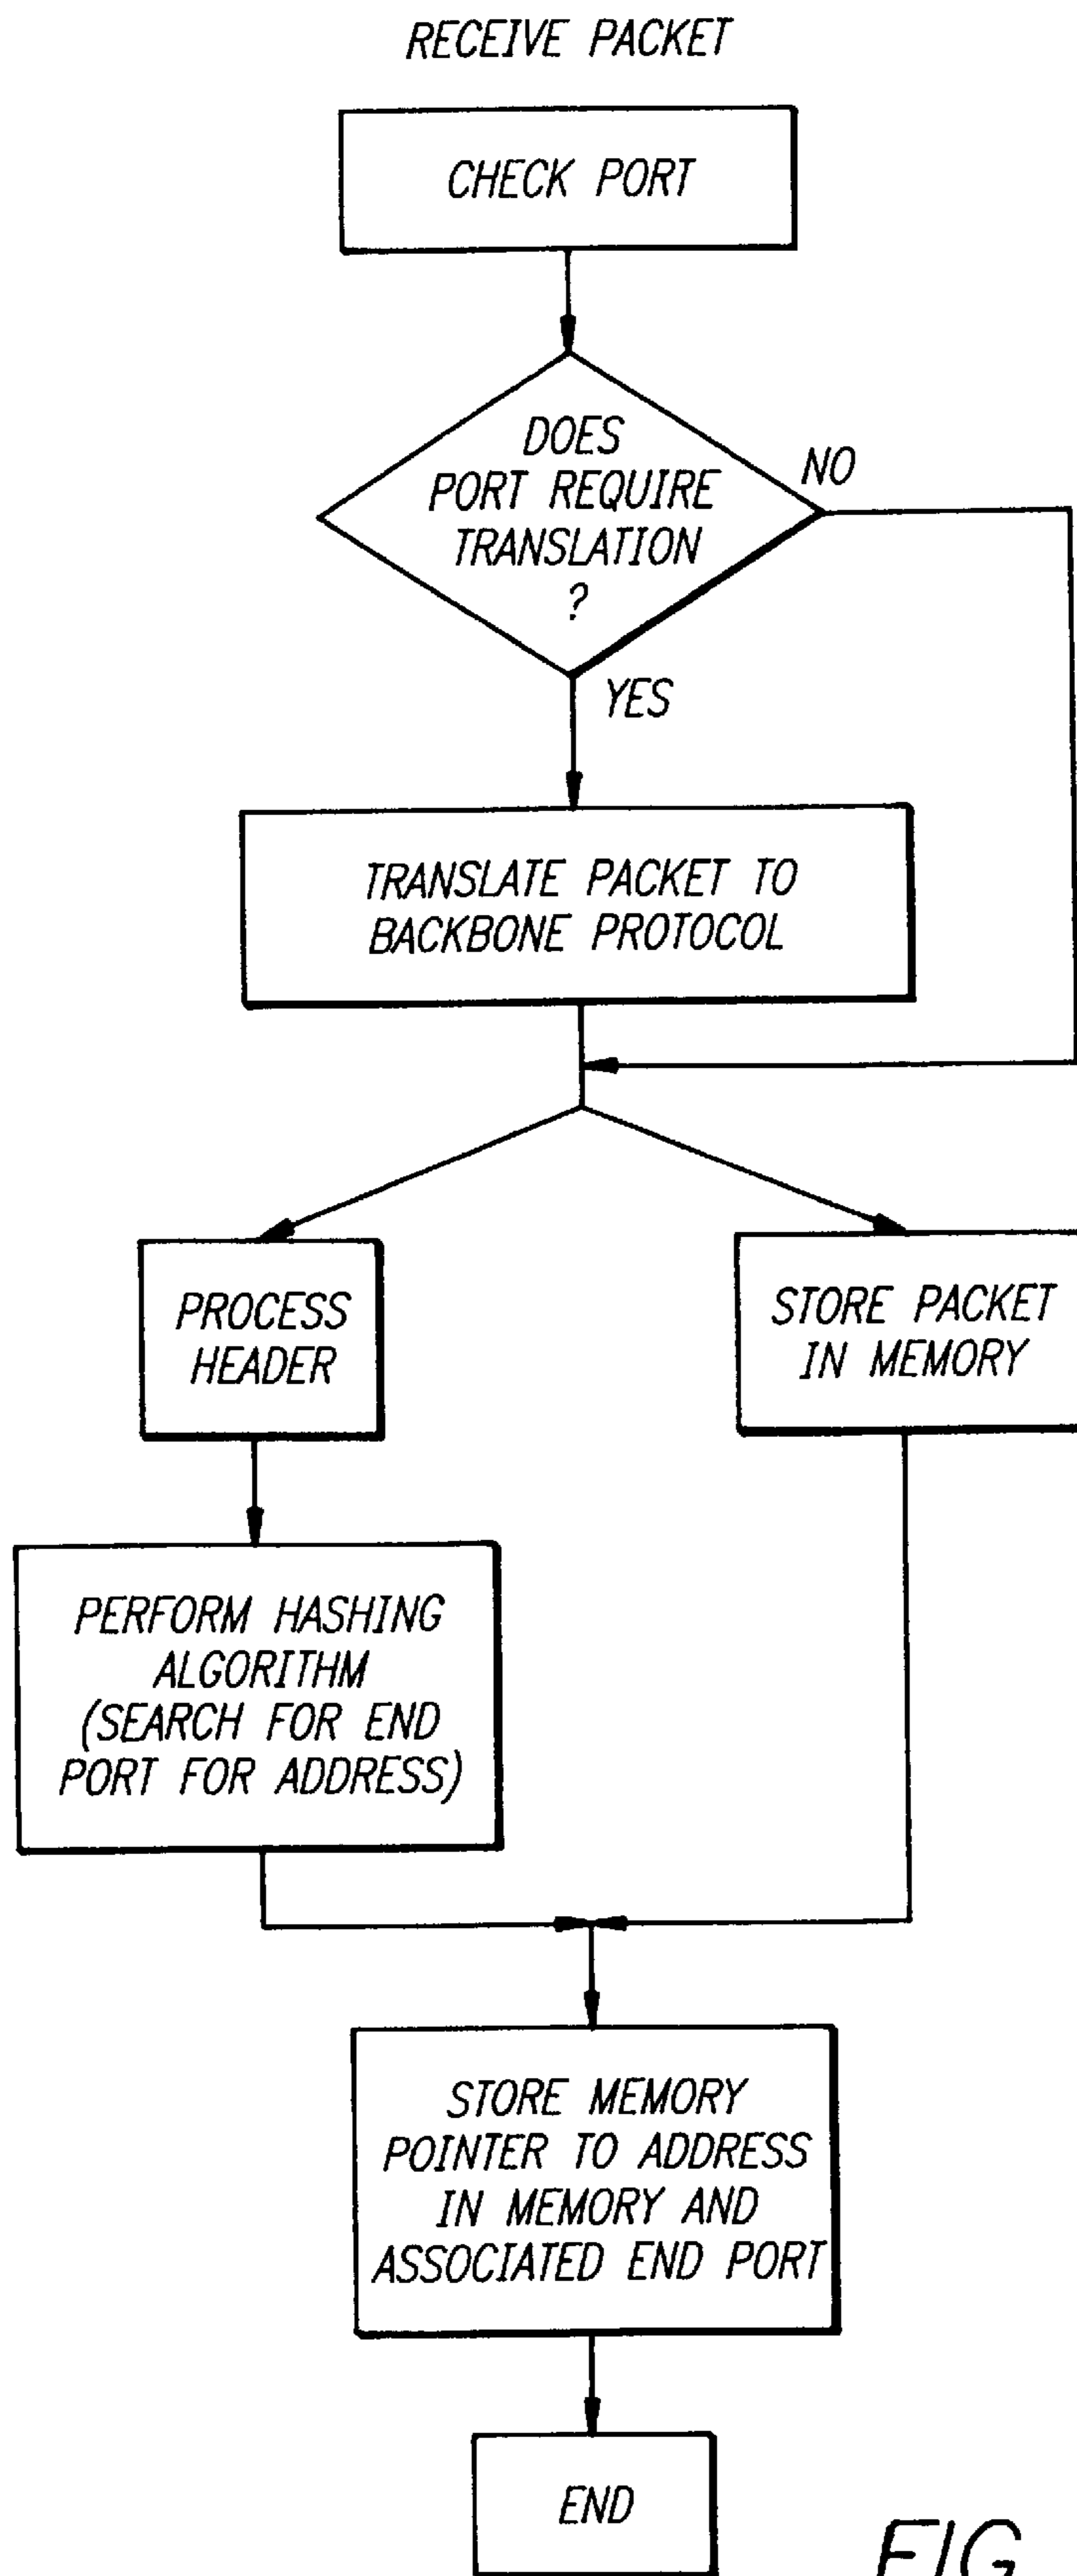 RECEIVE PACKET
CHECK PORT
DOES
PORT REQUIRE
TRANSLATION
?
NO
YES
TRANSLATE PACKET TO
BACKBONE PROTOCOL
PROCESS
HEADER
STORE PACKET
IN MEMORY
PERFORM HASHING
ALGORITHM
(SEARCH FOR END
PORT FOR ADDRESS)
STORE MEMORY
POINTER TO ADDRESS
IN MEMORY AND
ASSOCIATED END PORT
END
FIG